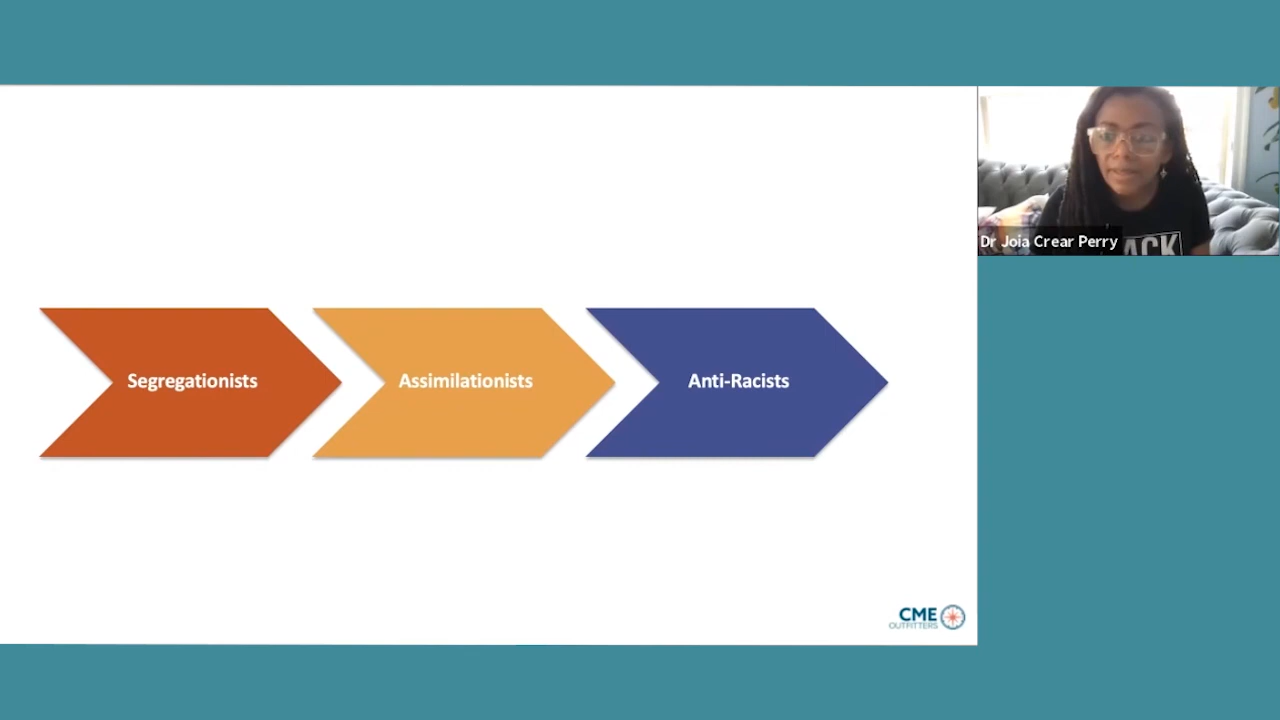 Segregationists
Assimilationists
Anti-Racists
Dr Joia Crear Perry
CME
OUTFITTERS